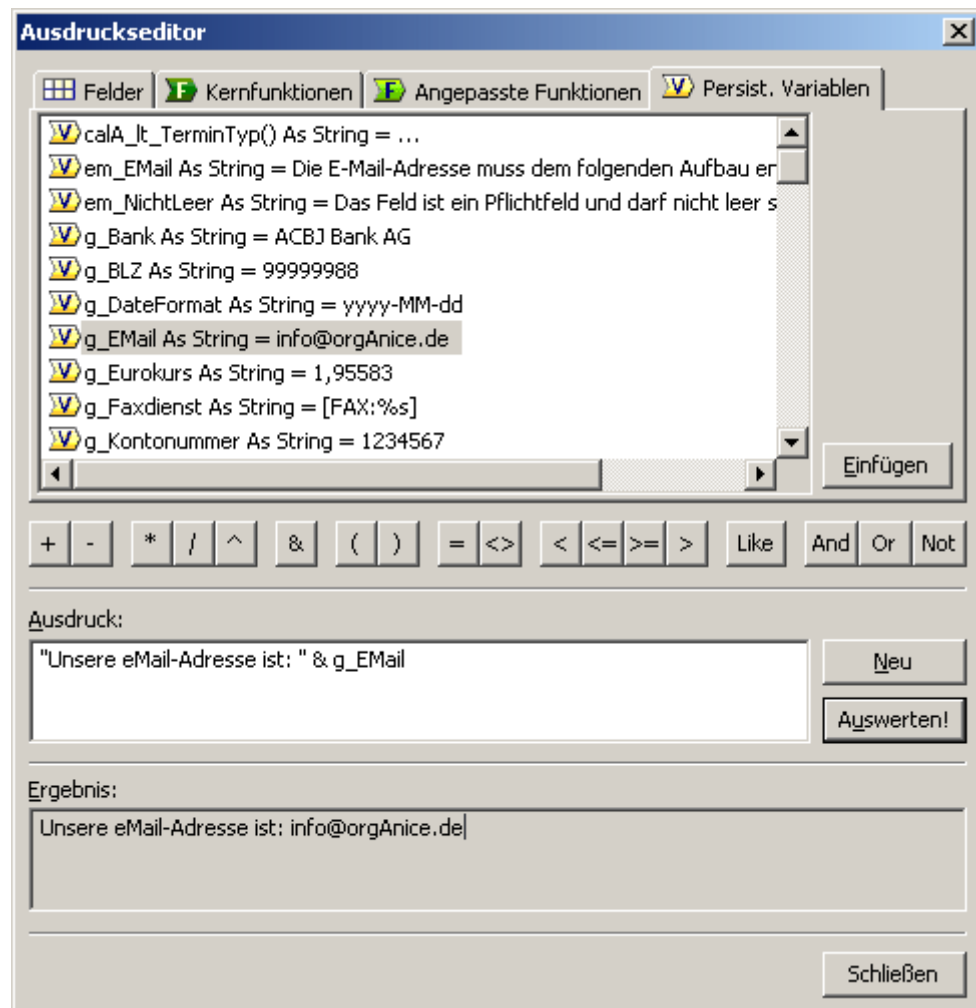 Ausdruckseditor
Felder Kernfunktionen Angepasste Funktionen Persist. Variablen
calA_lt_TerminTyp() As String = ...
em_EMail As String = Die E-Mail-Adresse muss dem folgenden Aufbau er
em_NichtLeer As String = Das Feld ist ein Pflichtfeld und darf nicht leer s
g_Bank As String = ACBJ Bank AG
g_BLZ As String = 99999988
g_DateFormat As String = yyyy-MM-dd
g_EMail As String = info@orgAnice.de
g_Eurokurs As String = 1,95583
g_Faxdienst As String = [FAX:%s]
g_Kontonummer As String = 1234567
Einfügen
+ - * / ^ & ( ) = <> < <= >= > Like And Or Not
Ausdruck:
"Unsere eMail-Adresse ist: " & g_EMail
Neu
Auswerten!
Ergebnis:
Unsere eMail-Adresse ist: info@orgAnice.de
Schließen